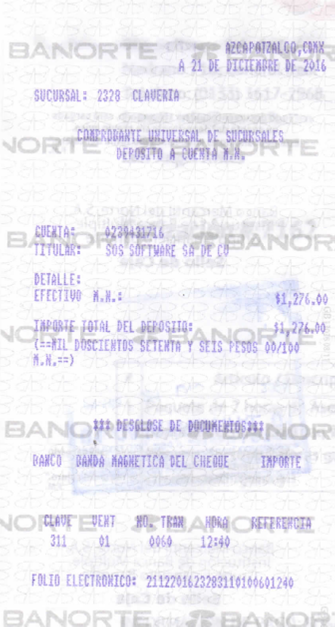 AZCAPOTZALCO,CDMX
A 21 DE DICIEMBRE DE 2016
SUCURSAL: 2328 CLAVERIA
COMPROBANTE UNIVERSAL DE SUCURSALES
DEPOSITO A CUENTA M.N.
CUENTA: 0239431716
TITULAR: SOS SOFTWARE SA DE CV
DETALLE:
EFECTIVO M.N.: $1,276.00
IMPORTE TOTAL DEL DEPOSITO: $1,276.00
(==MIL DOSCIENTOS SETENTA Y SEIS PESOS 00/100
M.N.==)
*** DESGLOSE DE DOCUMENTOS***
BANCO BANDA MAGNETICA DEL CHEQUE IMPORTE
CLAVE VENT NO. TRAN HORA REFERENCIA
311 01 0060 12:40
FOLIO ELECTRONICO: 2112201623283110100601240
BANORTE